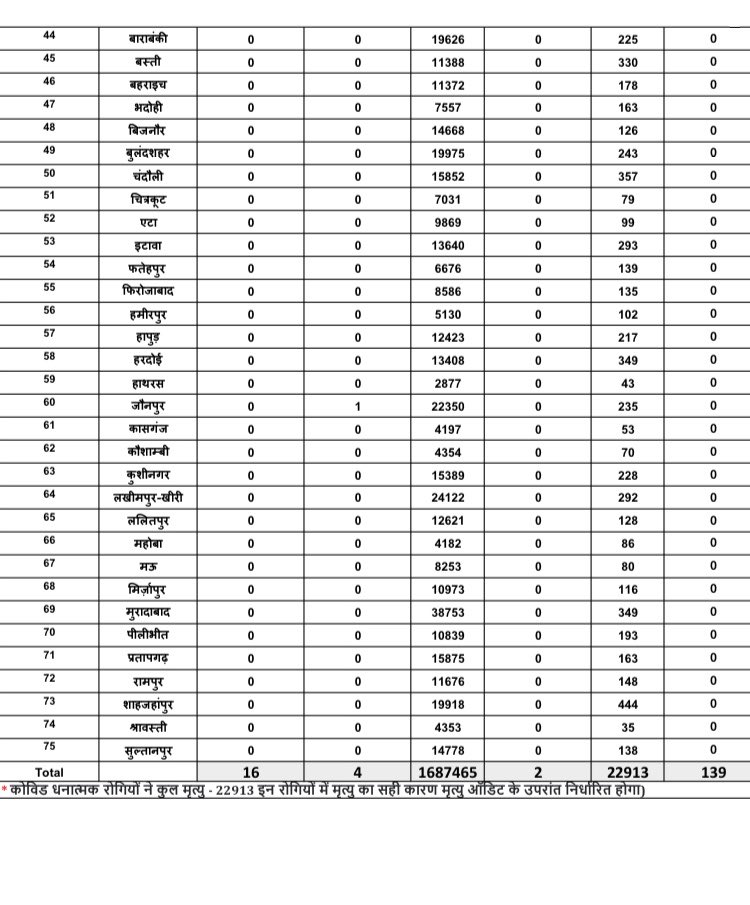 44 बाराबंकी 0 0 19626 0 225 0
45 बस्ती 0 0 11388 0 330 0
46 बहराइच 0 0 11372 0 178 0
47 भदोही 0 0 7557 0 163 0
48 बिजनौर 0 0 14668 0 126 0
49 बुलंदशहर 0 0 19975 0 243 0
50 चंदौली 0 0 15852 0 357 0
51 चित्रकूट 0 0 7031 0 79 0
52 एटा 0 0 9869 0 99 0
53 इटावा 0 0 13640 0 293 0
54 फतेहपुर 0 0 6676 0 139 0
55 फिरोजाबाद 0 0 8586 0 135 0
56 हमीरपुर 0 0 5130 0 102 0
57 हापुड़ 0 0 12423 0 217 0
58 हरदोई 0 0 13408 0 349 0
59 हाथरस 0 0 2877 0 43 0
60 जौनपुर 0 1 22350 0 235 0
61 कासगंज 0 0 4197 0 53 0
62 कौशाम्बी 0 0 4354 0 70 0
63 कुशीनगर 0 0 15389 0 228 0
64 लखीमपुर-खीरी 0 0 24122 0 292 0
65 ललितपुर 0 0 12621 0 128 0
66 महोबा 0 0 4182 0 86 0
67 मऊ 0 0 8253 0 80 0
68 मिर्ज़ापुर 0 0 10973 0 116 0
69 मुरादाबाद 0 0 38753 0 349 0
70 पीलीभीत 0 0 10839 0 193 0
71 प्रतापगढ़ 0 0 15875 0 163 0
72 रामपुर 0 0 11676 0 148 0
73 शाहजहांपुर 0 0 19918 0 444 0
74 श्रावस्ती 0 0 4353 0 35 0
75 सुल्तानपुर 0 0 14778 0 138 0
Total 16 4 1687465 2 22913 139
* कोविड धनात्मक रोगियों ने कुल मृत्यु - 22913 इन रोगियों में मृत्यु का सही कारण मृत्यु ऑडिट के उपरांत निर्धारित होगा)